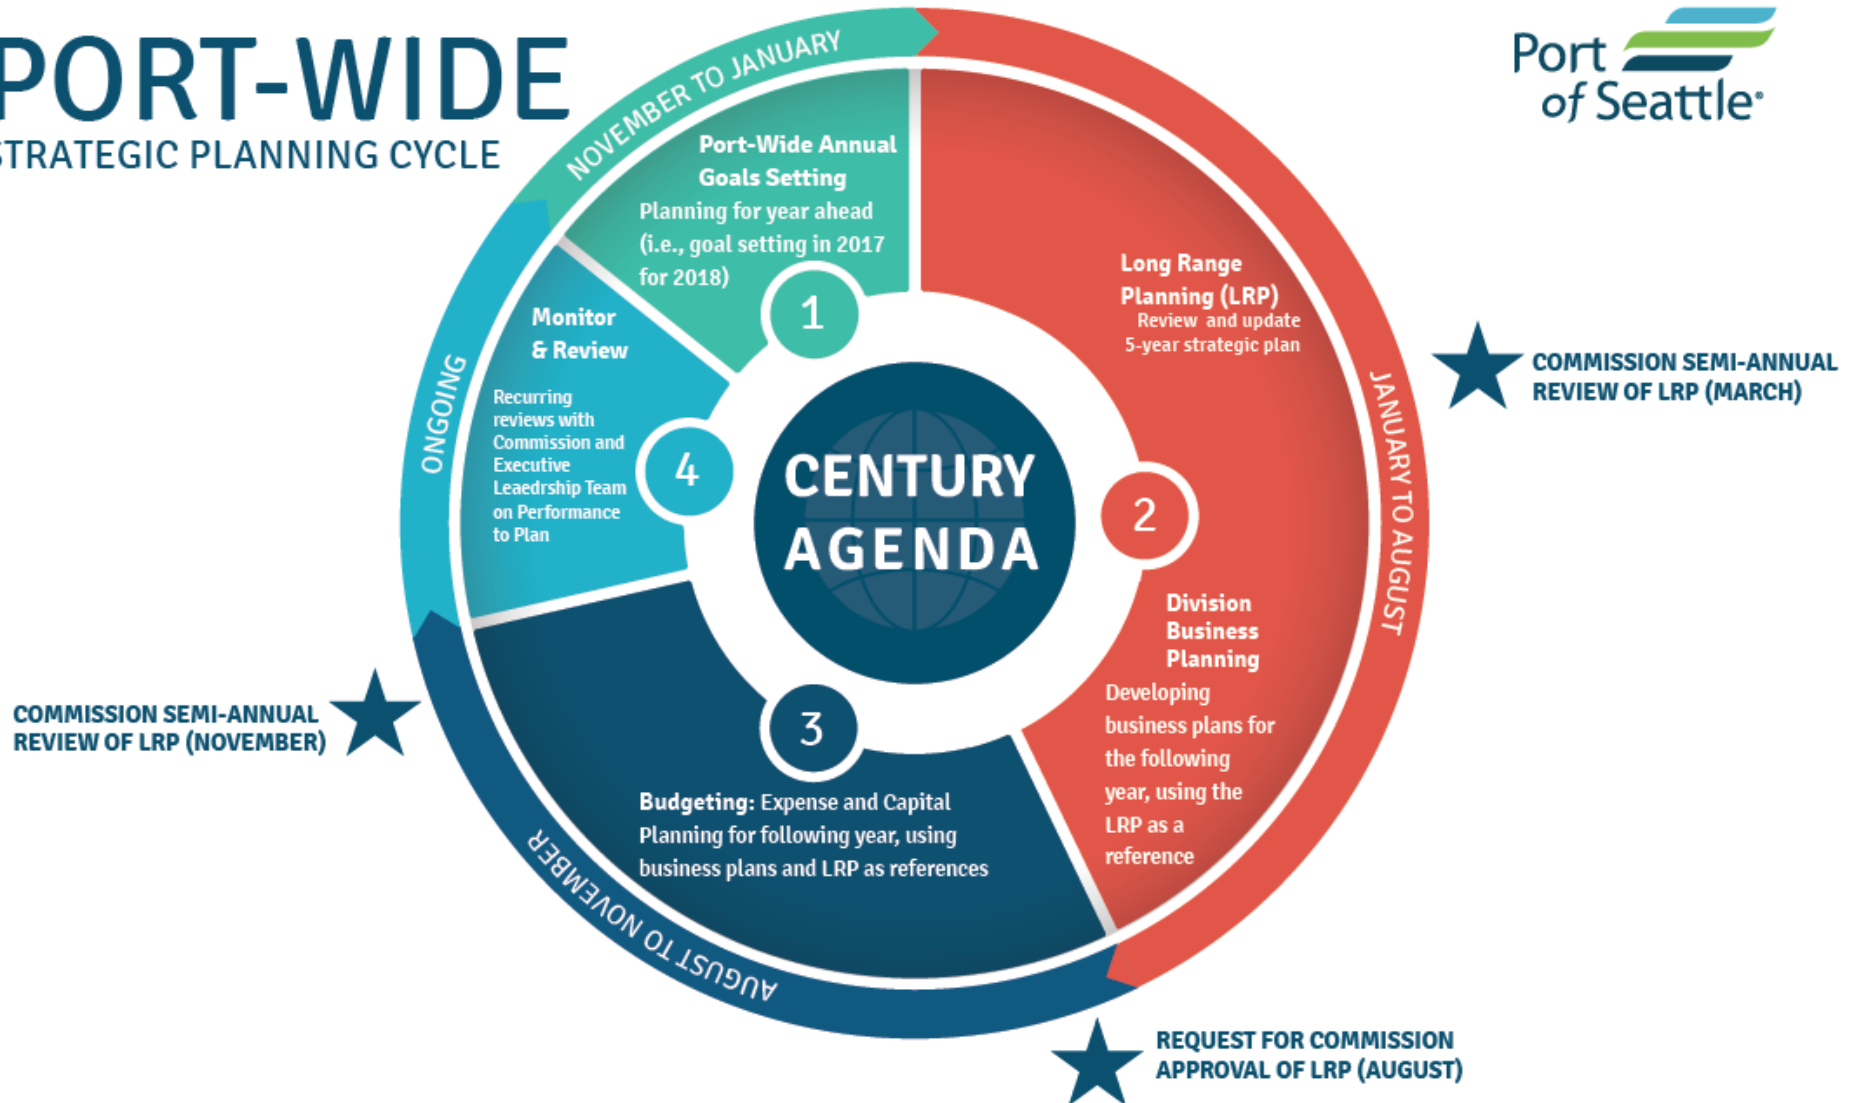 PORT-WIDE
STRATEGIC PLANNING CYCLE
Port
of Seattle
NOVEMBER TO JANUARY
Port-Wide Annual
Goals Setting
Planning for year ahead
(i.e., goal setting in 2017
for 2018)
1
JANUARY TO AUGUST
Long Range
Planning (LRP)
Review and update
5-year strategic plan
2
Division
Business
Planning
Developing
business plans for
the following
year, using the
LRP as a
reference
COMMISSION SEMI-ANNUAL
REVIEW OF LRP (MARCH)
REQUEST FOR COMMISSION
APPROVAL OF LRP (AUGUST)
AUGUST TO NOVEMBER
3
Budgeting: Expense and Capital
Planning for following year, using
business plans and LRP as references
COMMISSION SEMI-ANNUAL
REVIEW OF LRP (NOVEMBER)
ONGOING
Monitor
& Review
Recurring
reviews with
Commission and
Executive
Leaedrship Team
on Performance
to Plan
4
CENTURY
AGENDA